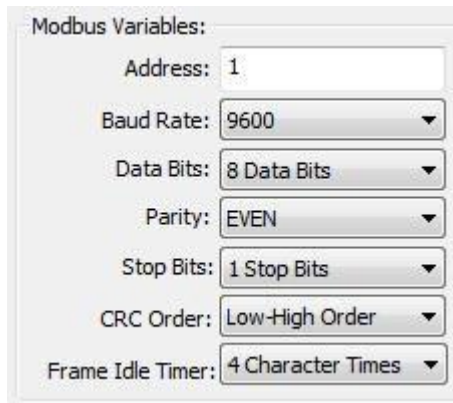 Modbus Variables:
Address: 1
Baud Rate: 9600
Data Bits: 8 Data Bits
Parity: EVEN
Stop Bits: 1 Stop Bits
CRC Order: Low-High Order
Frame Idle Timer: 4 Character Times